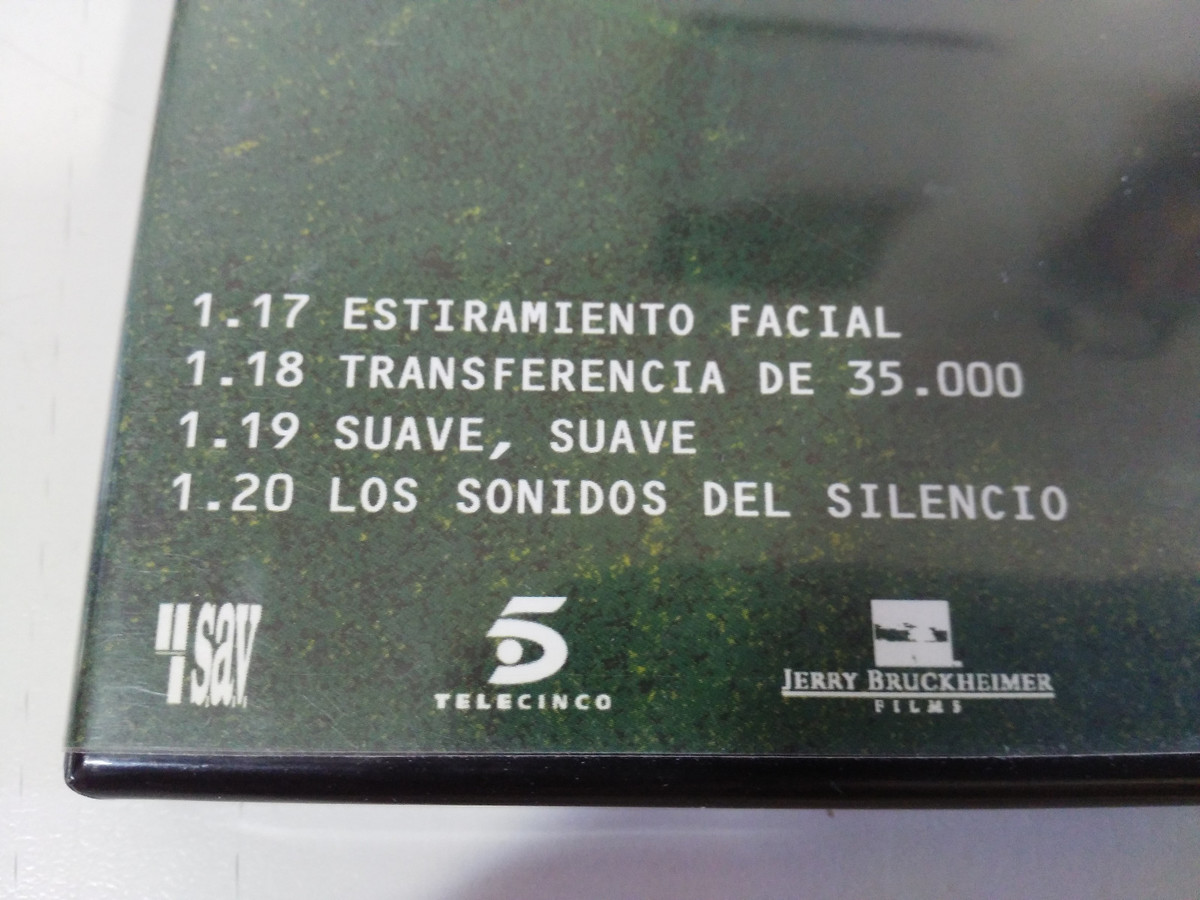 1.17 ESTIRAMIENTO FACIAL
1.18 TRANSFERENCIA DE 35.000
1.19 SUAVE, SUAVE
1.20 LOS SONIDOS DEL SILENCIO
s.a.v.
5
TELECINCO
JERRY BRUCKHEIMER
FILMS